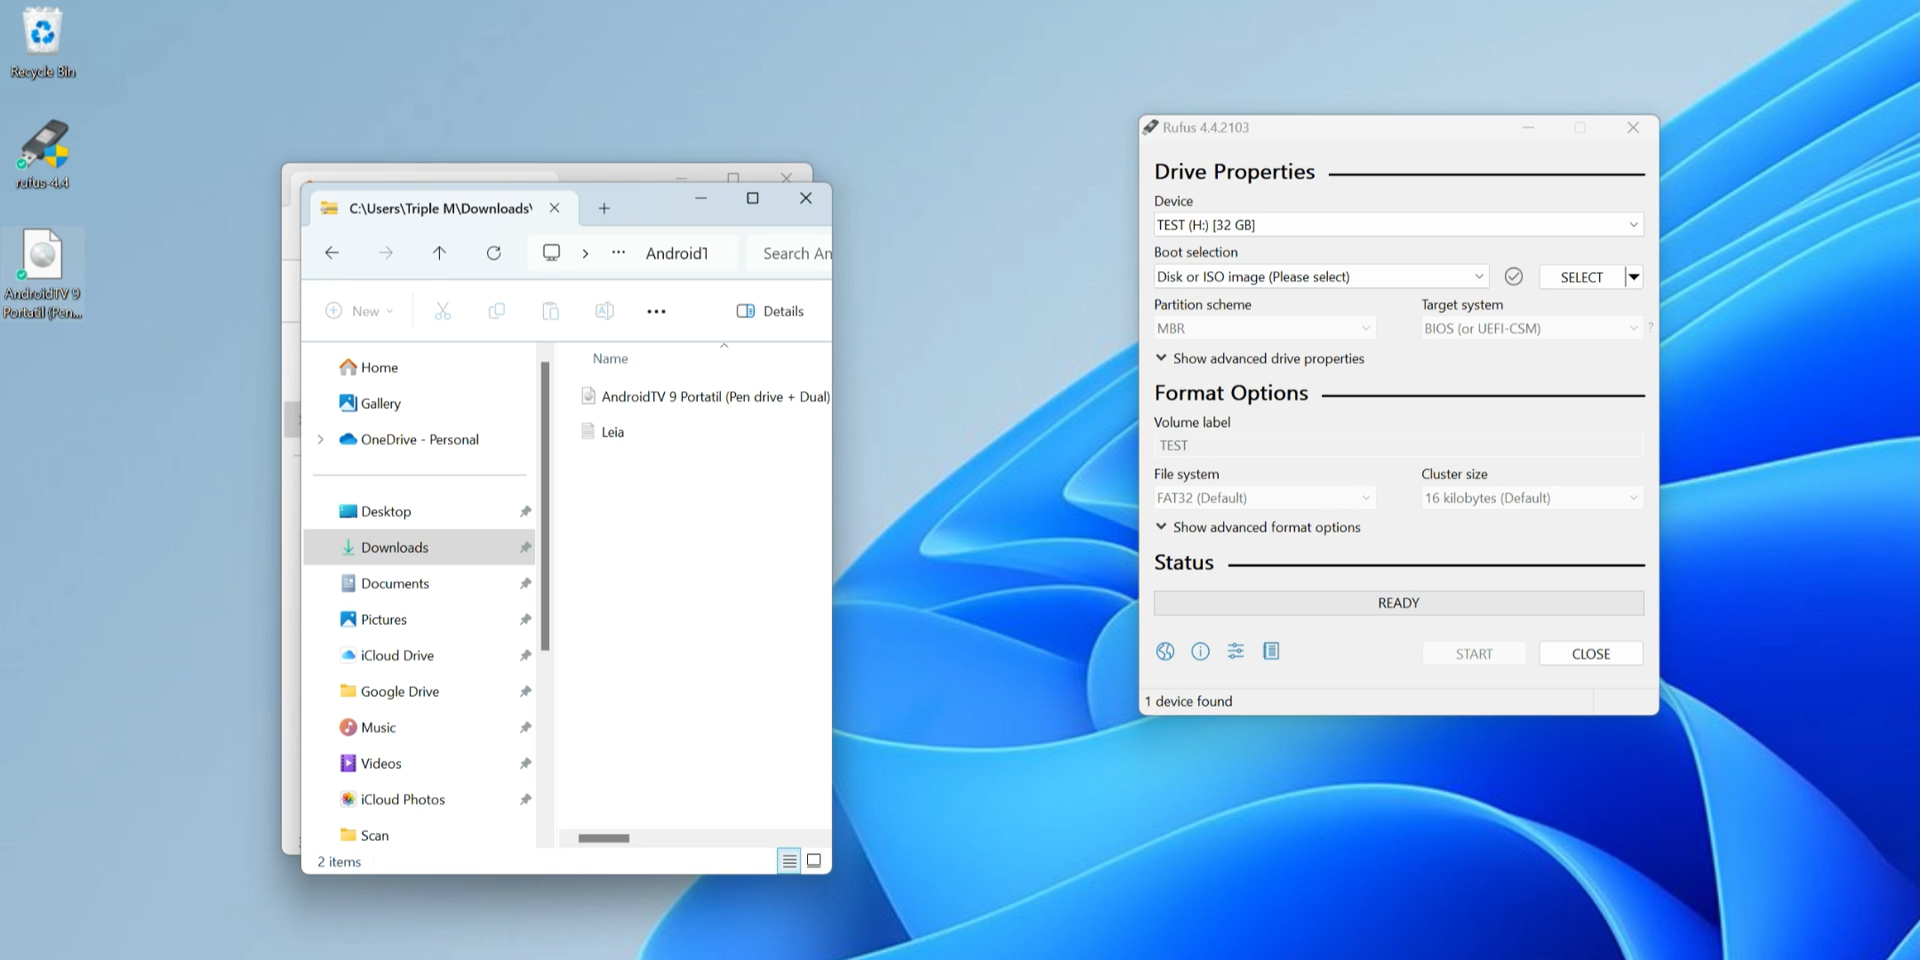 Recycle Bin
rufus-4.4
AndroidTV 9
Portatil (Pen...
C:\Users\Triple M\Downloads\
Android1
Search An
New
Details
Home
Gallery
OneDrive - Personal
Desktop
Downloads
Documents
Pictures
iCloud Drive
Google Drive
Music
Videos
iCloud Photos
Scan
2 items
Name
AndroidTV 9 Portatil (Pen drive + Dual)
Leia
Rufus 4.4.2103
Drive Properties
Device
TEST (H:) [32 GB]
Boot selection
Disk or ISO image (Please select)
SELECT
Partition scheme
Target system
MBR
BIOS (or UEFI-CSM)
?
Show advanced drive properties
Format Options
Volume label
TEST
File system
Cluster size
FAT32 (Default)
16 kilobytes (Default)
Show advanced format options
Status
READY
START
CLOSE
1 device found